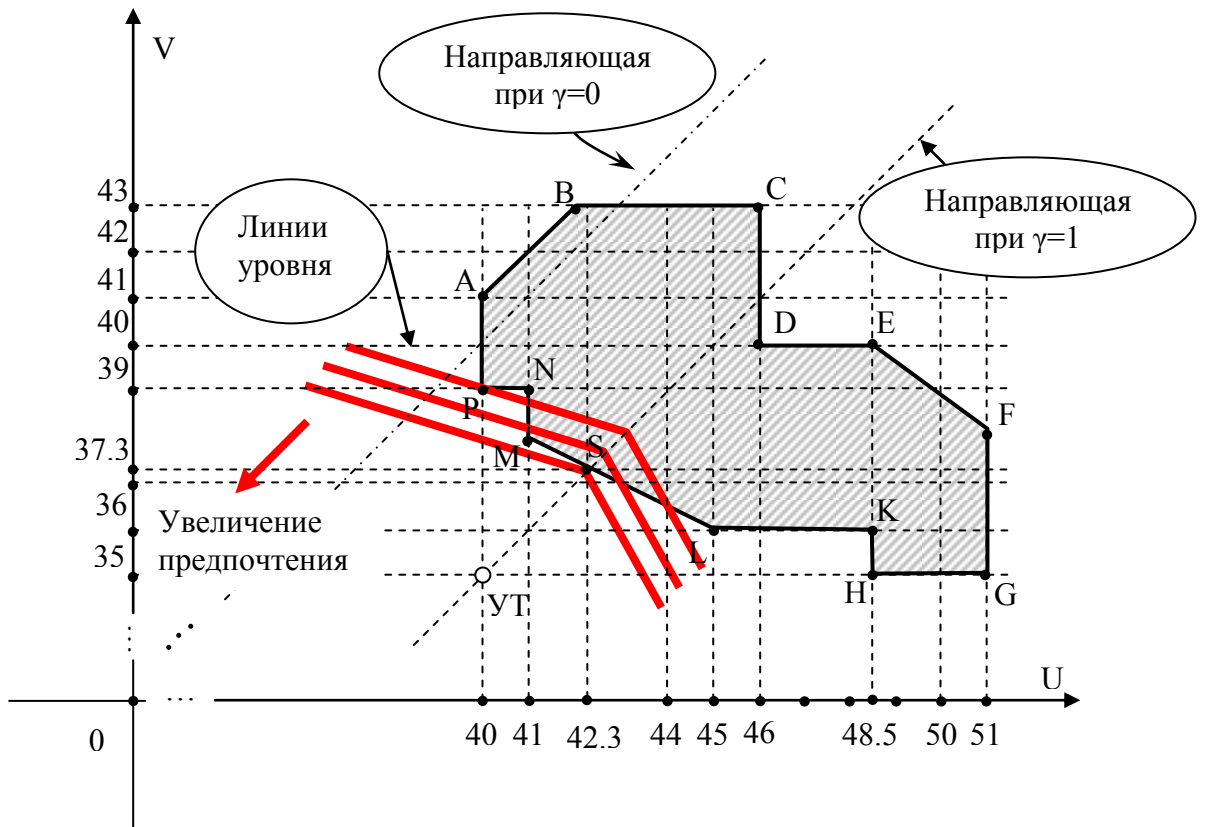 V
Направляющая
при γ=0
43
B
C
Направляющая
при γ=1
42
Линии
уровня
41
A
40
D
E
39
N
P
F
37.3
M
S
36
K
Увеличение
предпочтения
35
L
H
G
УТ
...
...
...
U
0
40 41 42.3 44 45 46 48.5 50 51